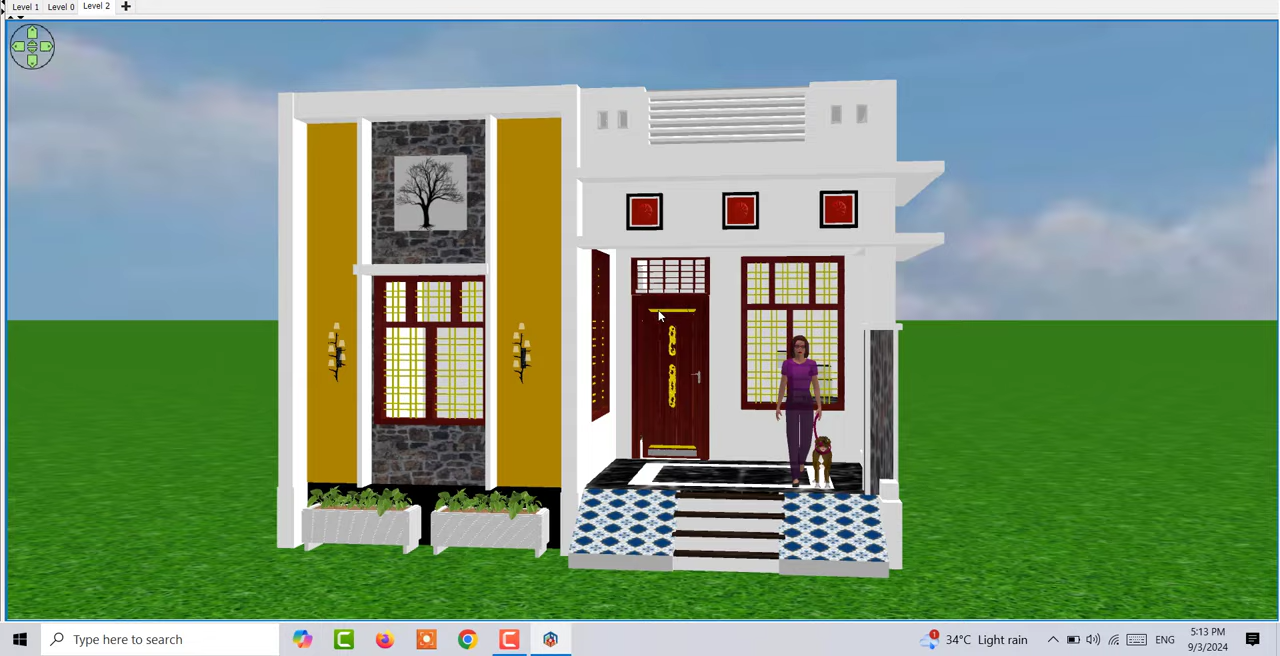 Level 1 Level 0 Level 2
Type here to search
1
34°C Light rain
ENG
5:13 PM
9/3/2024